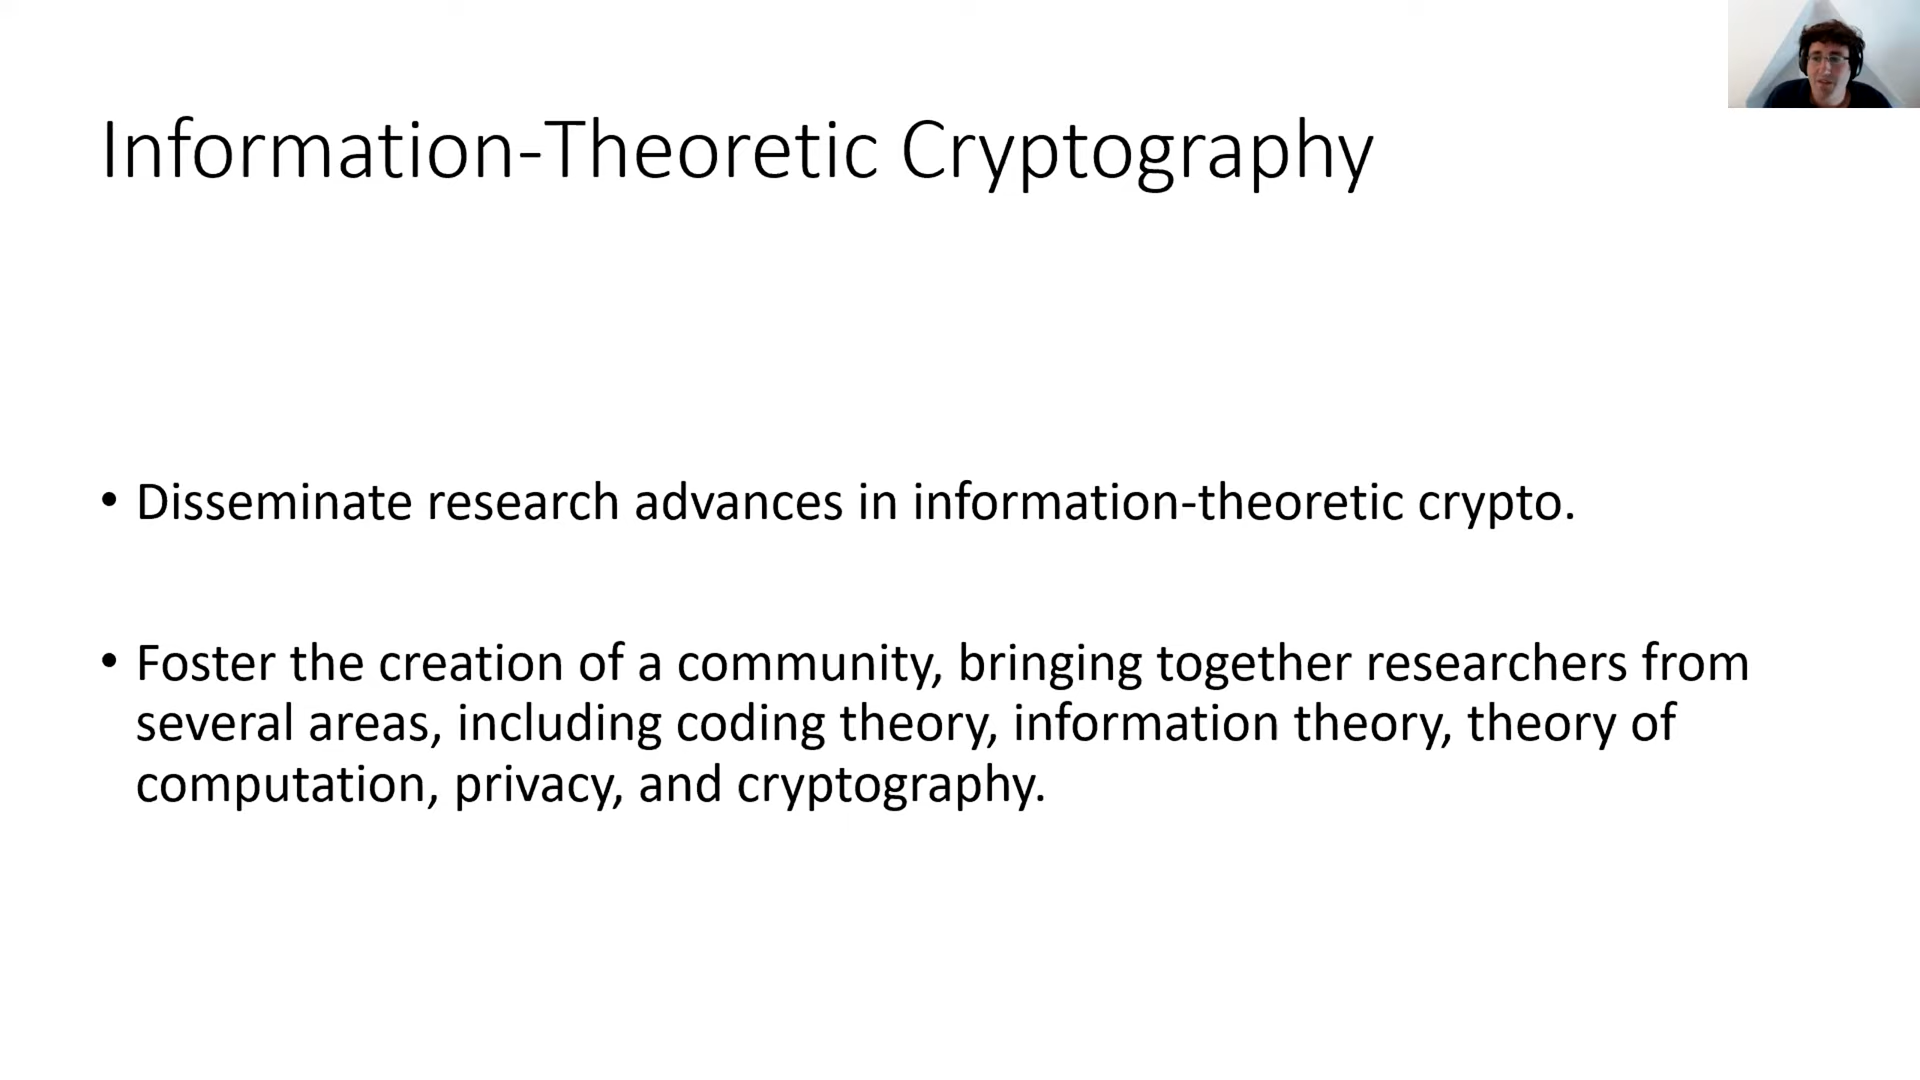 Information-Theoretic Cryptography
• Disseminate research advances in information-theoretic crypto.
• Foster the creation of a community, bringing together researchers from
several areas, including coding theory, information theory, theory of
computation, privacy, and cryptography.